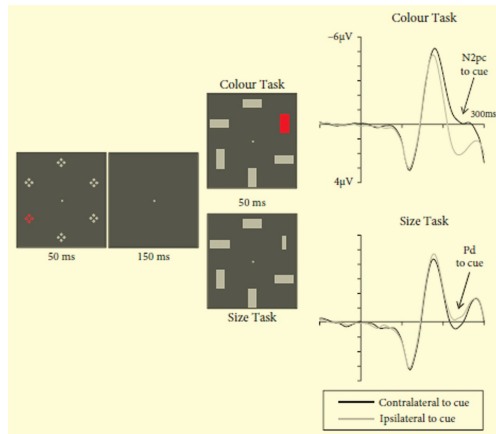 Colour Task
−6µV
N2pc
to cue
300ms
4µV
Colour Task
50 ms
150 ms
50 ms
Size Task
Size Task
Pd
to cue
Contralateral to cue
Ipsilateral to cue